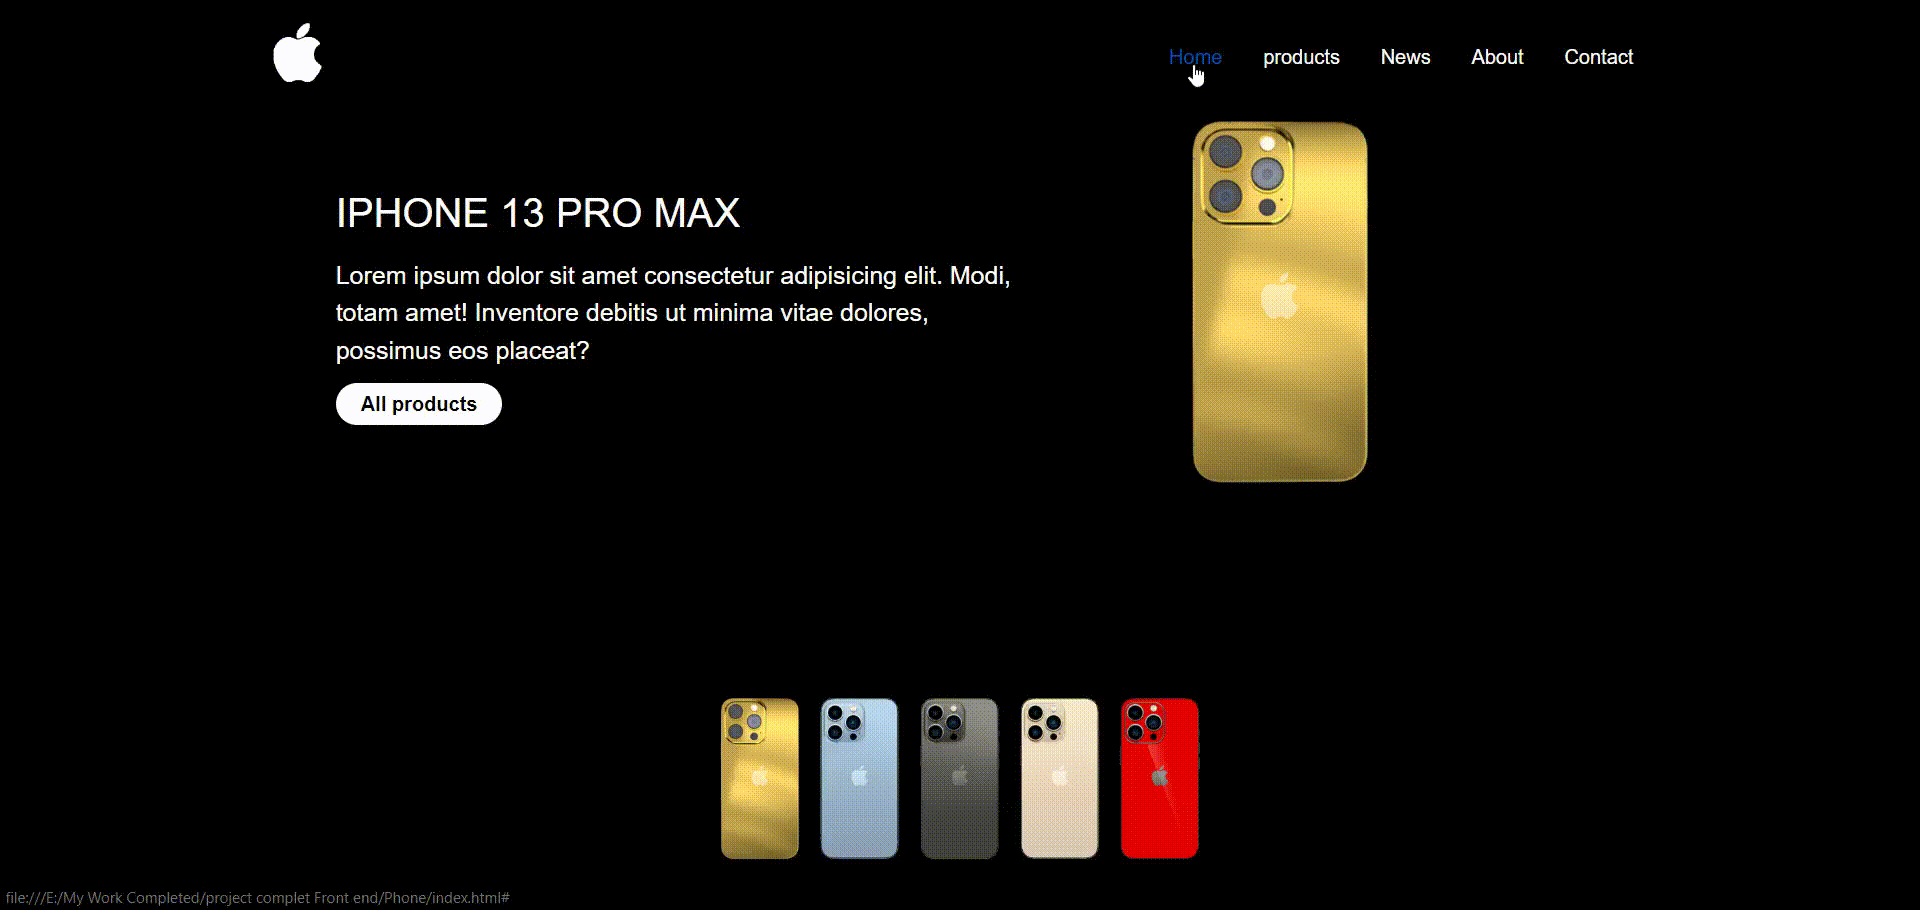 Home
products
News
About
Contact
IPHONE 13 PRO MAX
Lorem ipsum dolor sit amet consectetur adipisicing elit. Modi,
totam amet! Inventore debitis ut minima vitae dolores,
possimus eos placeat?
All products
file:///E:/My Work Completed/project complet Front end/Phone/index.html#